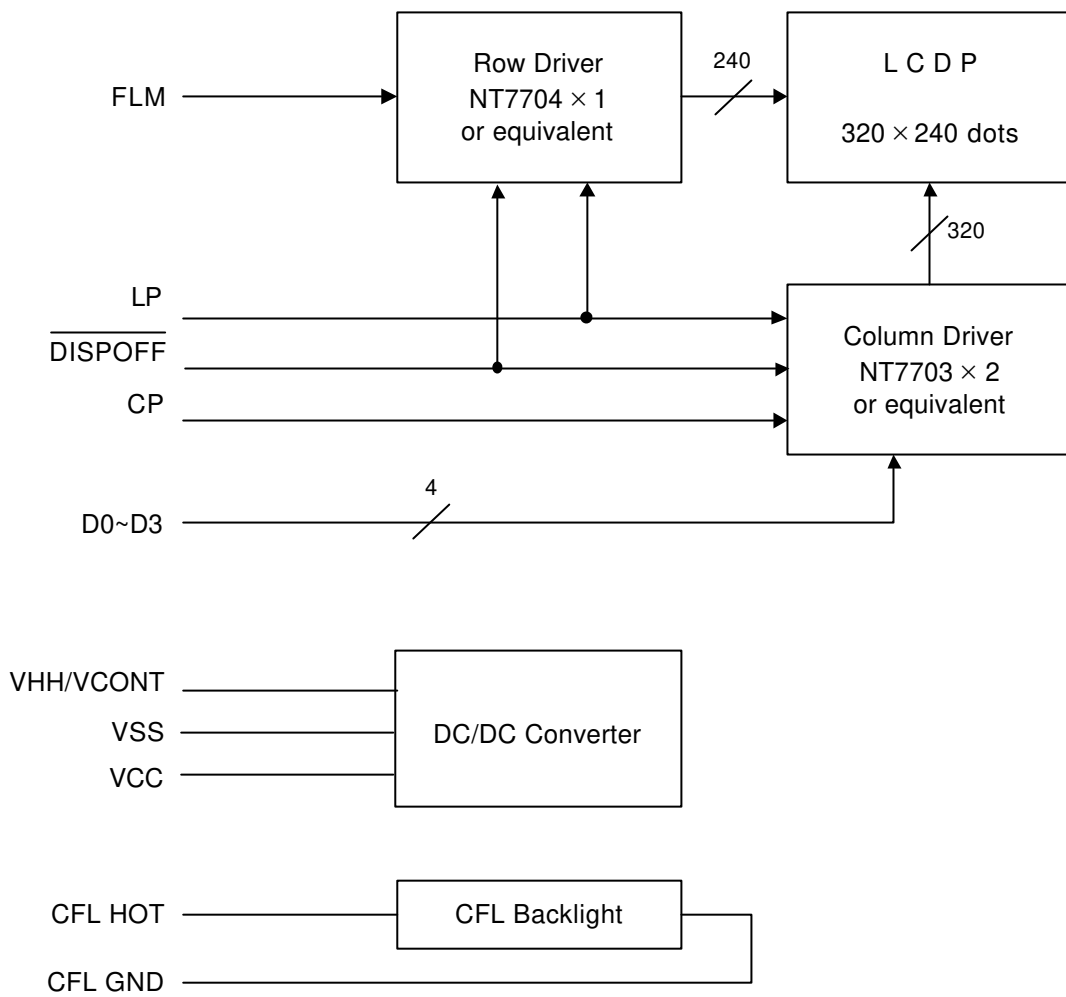 FLM
Row Driver
NT7704 × 1
or equivalent
240
L C D P
320 × 240 dots
320
LP
DISPOFF
CP
Column Driver
NT7703 × 2
or equivalent
4
D0~D3
VHH/VCONT
VSS
VCC
DC/DC Converter
CFL HOT
CFL Backlight
CFL GND